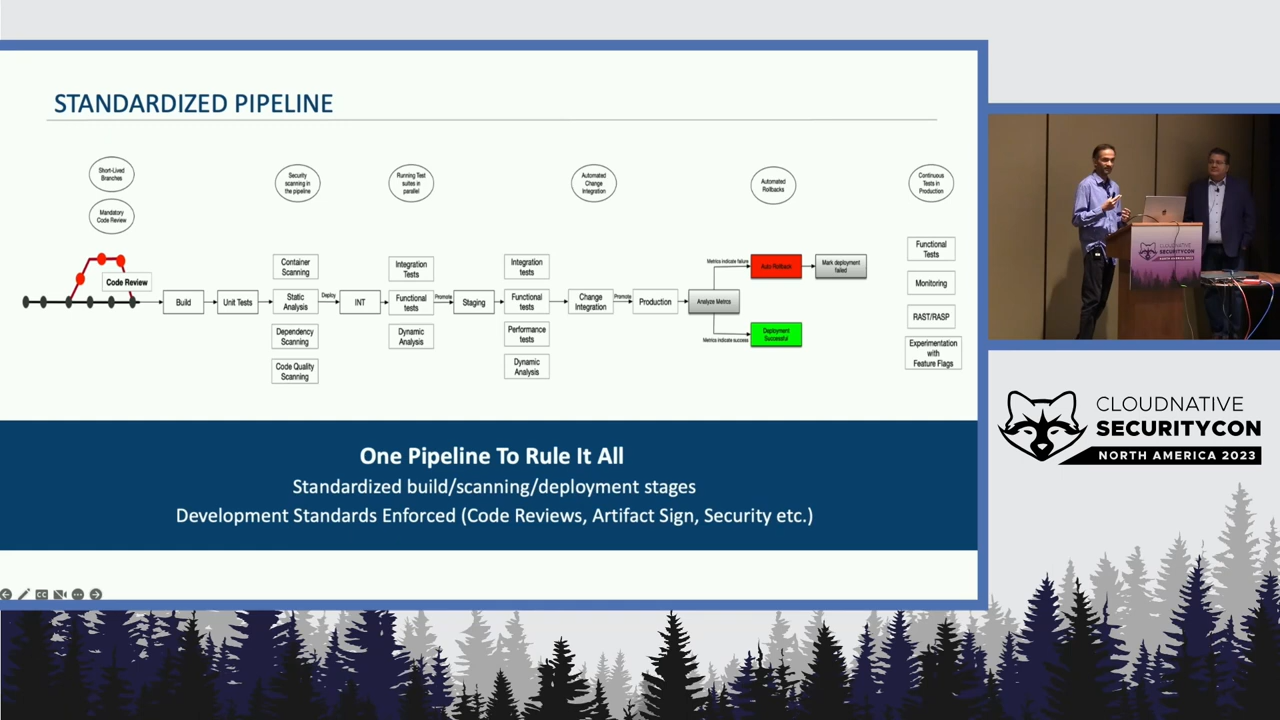 STANDARDIZED PIPELINE
Short-Lived
Branches
Mandatory
Code Review
Security
scanning in
the pipeline
Running Test
suites in
parallel
Automated
Change
Integration
Automated
Rollbacks
Continuous
Tests in
Production
Code Review
Build
Unit Tests
Container
Scanning
Static
Analysis
Dependency
Scanning
Code Quality
Scanning
Deploy
INT
Integration
Tests
Functional
tests
Dynamic
Analysis
Promote
Staging
Integration
tests
Functional
tests
Performance
tests
Dynamic
Analysis
Change
Integration
Promote
Production
Analyze Metrics
Metrics indicate failure
Auto Rollback
Mark deployment
failed
Metrics indicate success
Deployment
Successful
Functional
Tests
Monitoring
RAST/RASP
Experimentation
with
Feature Flags
One Pipeline To Rule It All
Standardized build/scanning/deployment stages
Development Standards Enforced (Code Reviews, Artifact Sign, Security etc.)
CC
CLOUDNATIVE
SECURITYCON
CLOUDNATIVE
SECURITYCON
NORTH AMERICA 2023